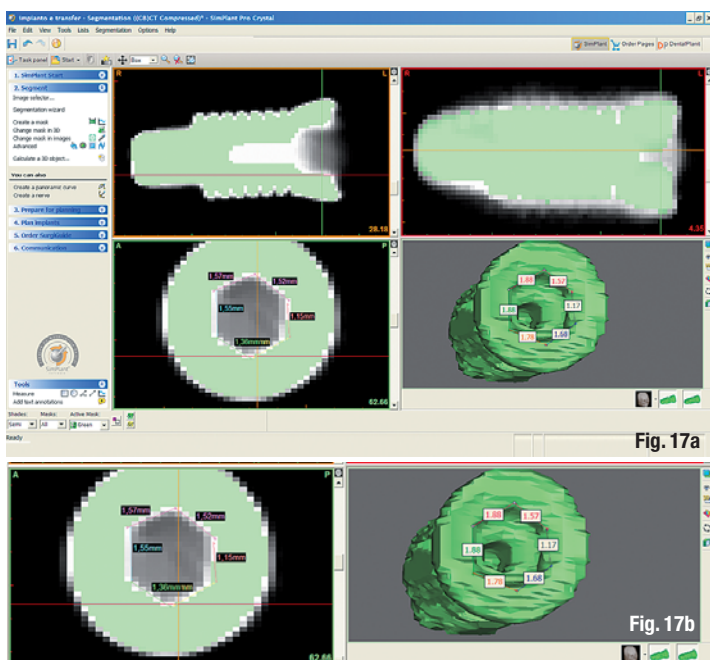 Impianto e transfer - Segmentation ((CB)CT Compressed)* - SimPlant Pro Crystal
File Edit View Tools Lists Segmentation Options Help
SimPlant Order Pages DentalPlant
Task panel Start Box
1. SimPlant Start
2. Segment
Image selector...
Segmentation wizard
Create a mask
Change mask in 3D
Change mask in images
Advanced
Calculate a 3D object...
You can also
Create a panoramic curve
Create a nerve
3. Prepare for planning
4. Plan implants
5. Order SurgiGuide
6. Communication
SimPlant
Tools
Measure
Add text annotations
Shades: Masks: Active Mask:
Semi All Green
Ready
R L
28.18
R L
4.35
A P
1,57mm 1,52mm
1,55mm
1,15mm
1,36mm
62.66
1.88 1.57
1.88 1.17
1.78 1.68
Fig. 17a
A P
1,57mm 1,52mm
1,55mm
1,15mm
1,36mm
62.66
1.88 1.57
1.88 1.17
1.78 1.68
Fig. 17b